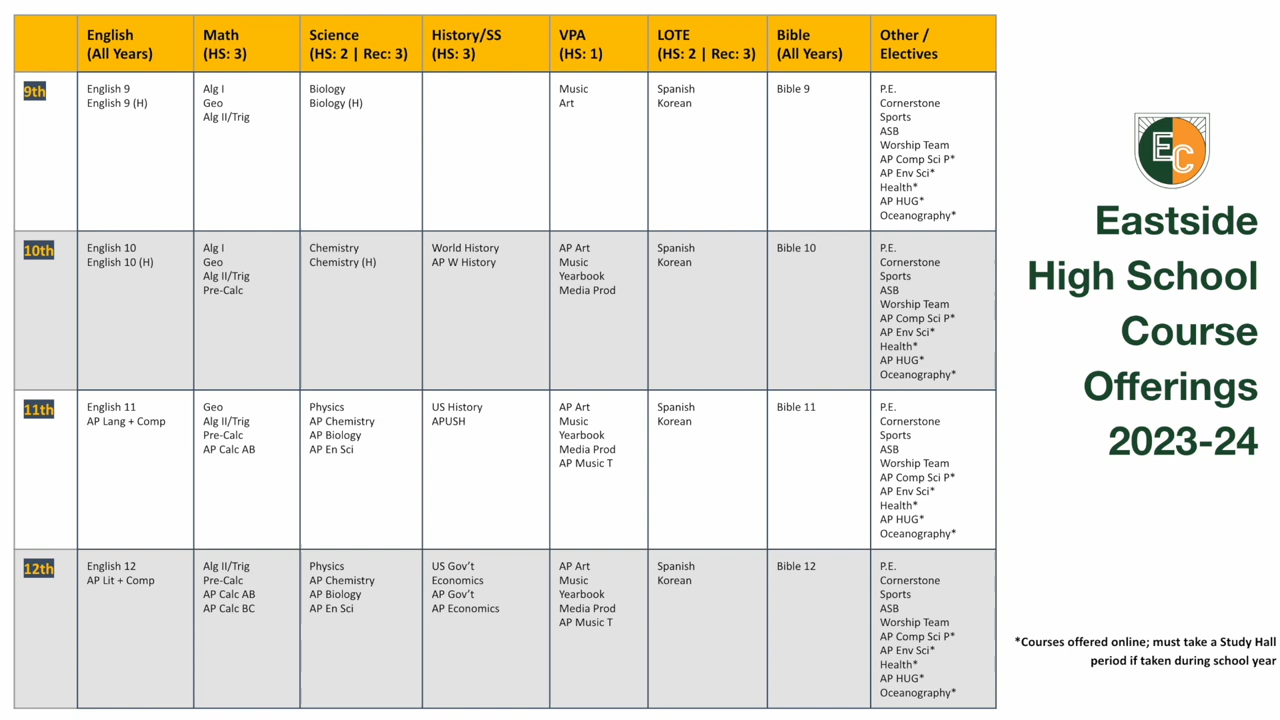 English
(All Years)
Math
(HS: 3)
Science
(HS: 2 | Rec: 3)
History/SS
(HS: 3)
VPA
(HS: 1)
LOTE
(HS: 2 | Rec: 3)
Bible
(All Years)
Other /
Electives
9th
English 9
English 9 (H)
Alg I
Geo
Alg II/Trig
Biology
Biology (H)
Music
Art
Spanish
Korean
Bible 9
P.E.
Cornerstone
Sports
ASB
Worship Team
AP Comp Sci P*
AP Env Sci*
Health*
AP HUG*
Oceanography*
10th
English 10
English 10 (H)
Alg I
Geo
Alg II/Trig
Pre-Calc
Chemistry
Chemistry (H)
World History
AP W History
AP Art
Music
Yearbook
Media Prod
Spanish
Korean
Bible 10
P.E.
Cornerstone
Sports
ASB
Worship Team
AP Comp Sci P*
AP Env Sci*
Health*
AP HUG*
Oceanography*
11th
English 11
AP Lang + Comp
Geo
Alg II/Trig
Pre-Calc
AP Calc AB
Physics
AP Chemistry
AP Biology
AP En Sci
US History
APUSH
AP Art
Music
Yearbook
Media Prod
AP Music T
Spanish
Korean
Bible 11
P.E.
Cornerstone
Sports
ASB
Worship Team
AP Comp Sci P*
AP Env Sci*
Health*
AP HUG*
Oceanography*
12th
English 12
AP Lit + Comp
Alg II/Trig
Pre-Calc
AP Calc AB
AP Calc BC
Physics
AP Chemistry
AP Biology
AP En Sci
US Gov’t
Economics
AP Gov’t
AP Economics
AP Art
Music
Yearbook
Media Prod
AP Music T
Spanish
Korean
Bible 12
P.E.
Cornerstone
Sports
ASB
Worship Team
AP Comp Sci P*
AP Env Sci*
Health*
AP HUG*
Oceanography*
EC
Eastside
High School
Course
Offerings
2023-24
*Courses offered online; must take a Study Hall
period if taken during school year